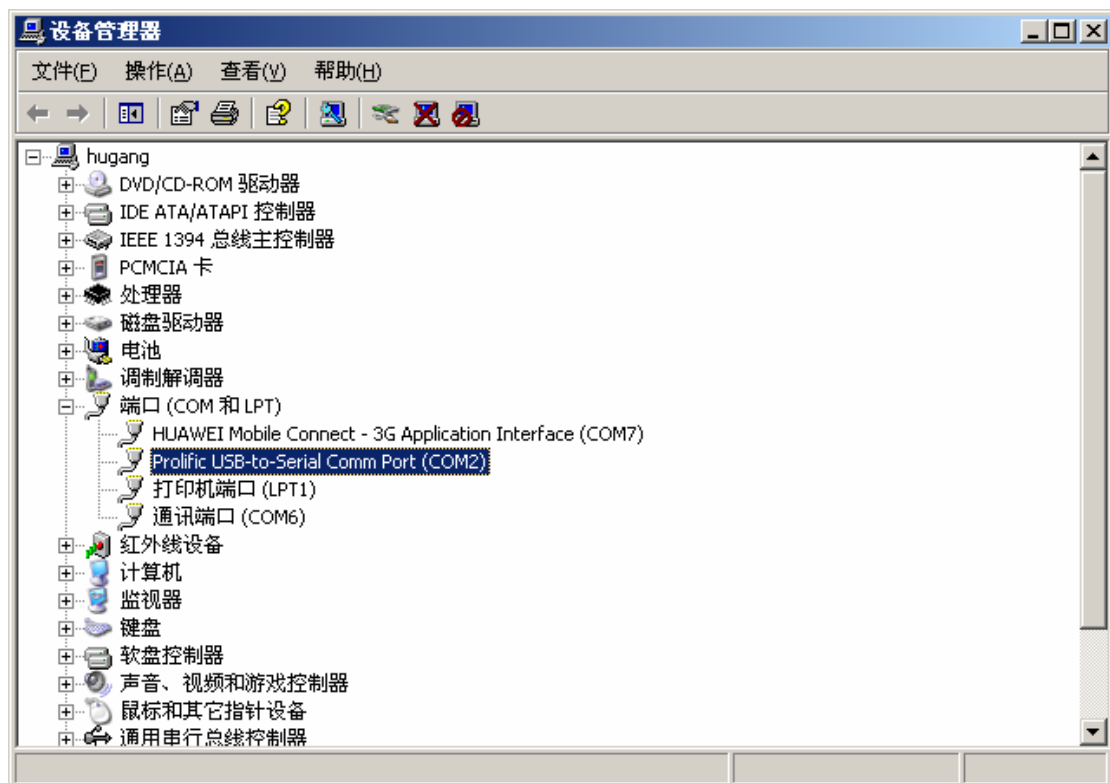 设备管理器
文件(F) 操作(A) 查看(V) 帮助(H)
hugang
DVD/CD-ROM 驱动器
IDE ATA/ATAPI 控制器
IEEE 1394 总线主控制器
PCMCIA 卡
处理器
磁盘驱动器
电池
调制解调器
端口 (COM 和 LPT)
HUAWEI Mobile Connect - 3G Application Interface (COM7)
Prolific USB-to-Serial Comm Port (COM2)
打印机端口 (LPT1)
通讯端口 (COM6)
红外线设备
计算机
监视器
键盘
软盘控制器
声音、视频和游戏控制器
鼠标和其它指针设备
通用串行总线控制器